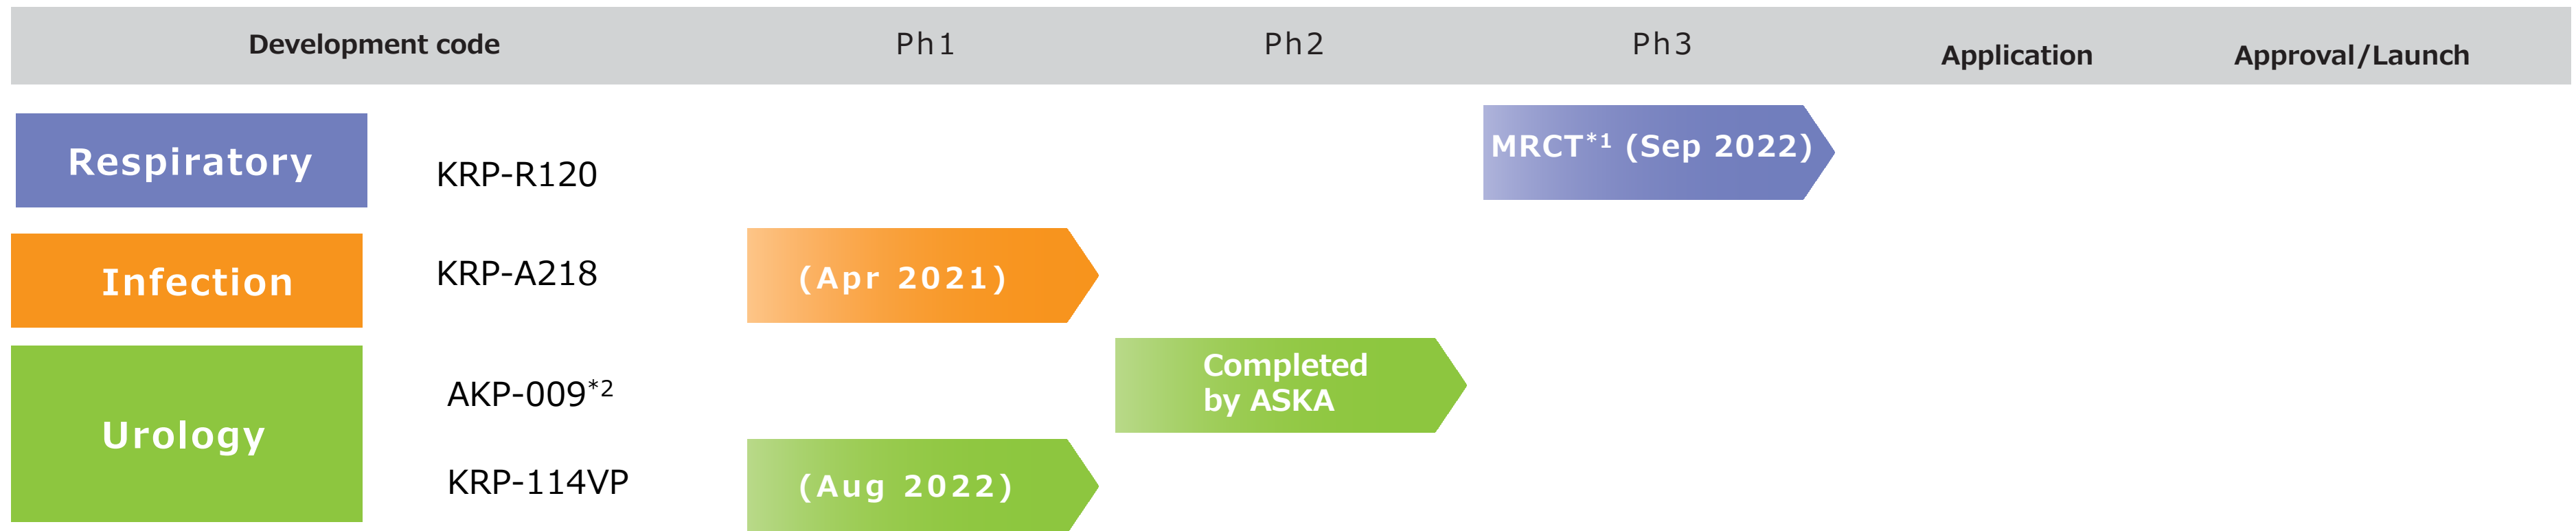 Development code Ph1 Ph2 Ph3 Application Approval/Launch
Respiratory KRP-R120 MRCT*1 (Sep 2022)
Infection KRP-A218 (Apr 2021)
Urology
AKP-009*2 Completed
by ASKA
KRP-114VP (Aug 2022)